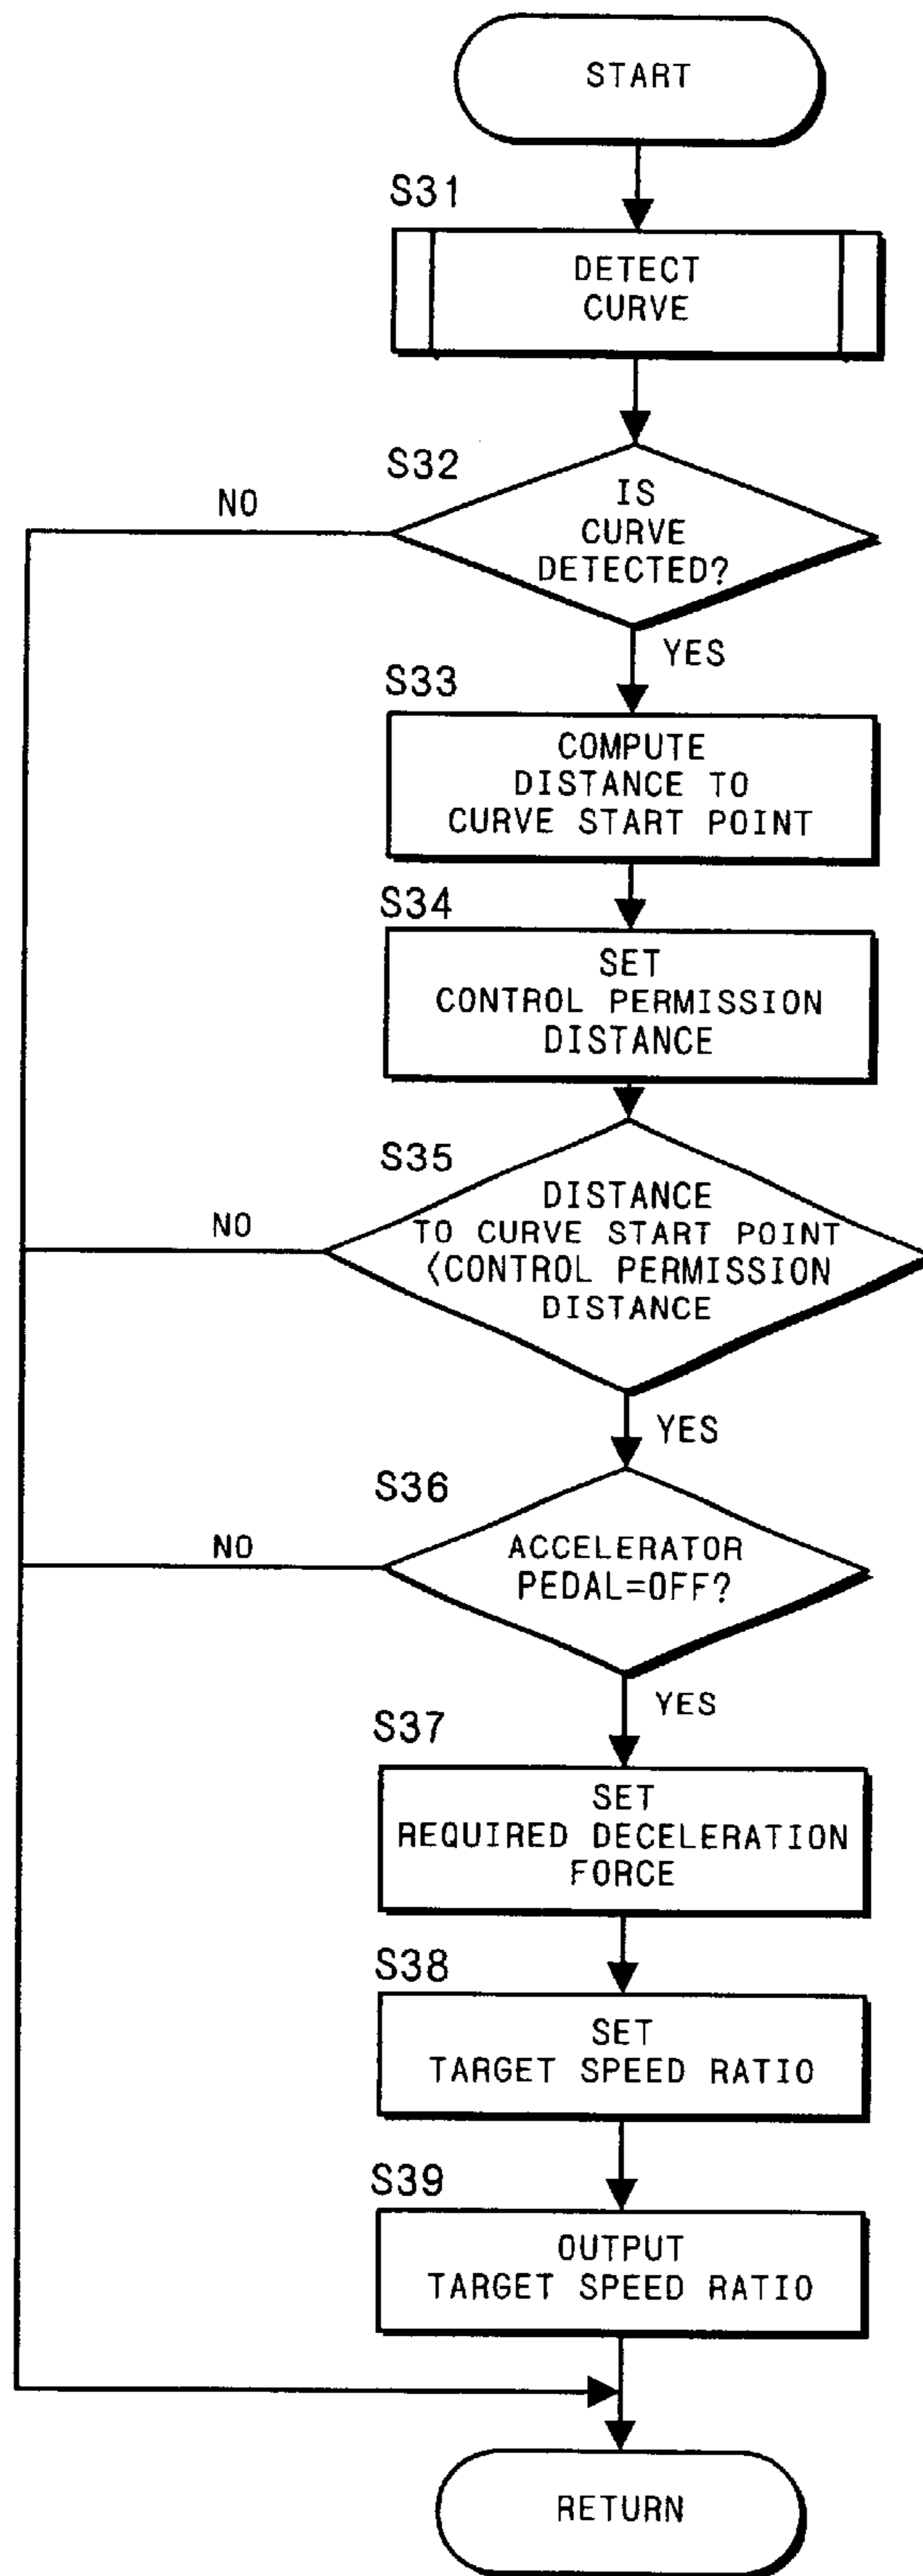 START
S31
DETECT
CURVE
S32
NO
IS
CURVE
DETECTED?
YES
S33
COMPUTE
DISTANCE TO
CURVE START POINT
S34
SET
CONTROL PERMISSION
DISTANCE
S35
NO
DISTANCE
TO CURVE START POINT
<CONTROL PERMISSION
DISTANCE
YES
S36
NO
ACCELERATOR
PEDAL=OFF?
YES
S37
SET
REQUIRED DECELERATION
FORCE
S38
SET
TARGET SPEED RATIO
S39
OUTPUT
TARGET SPEED RATIO
RETURN